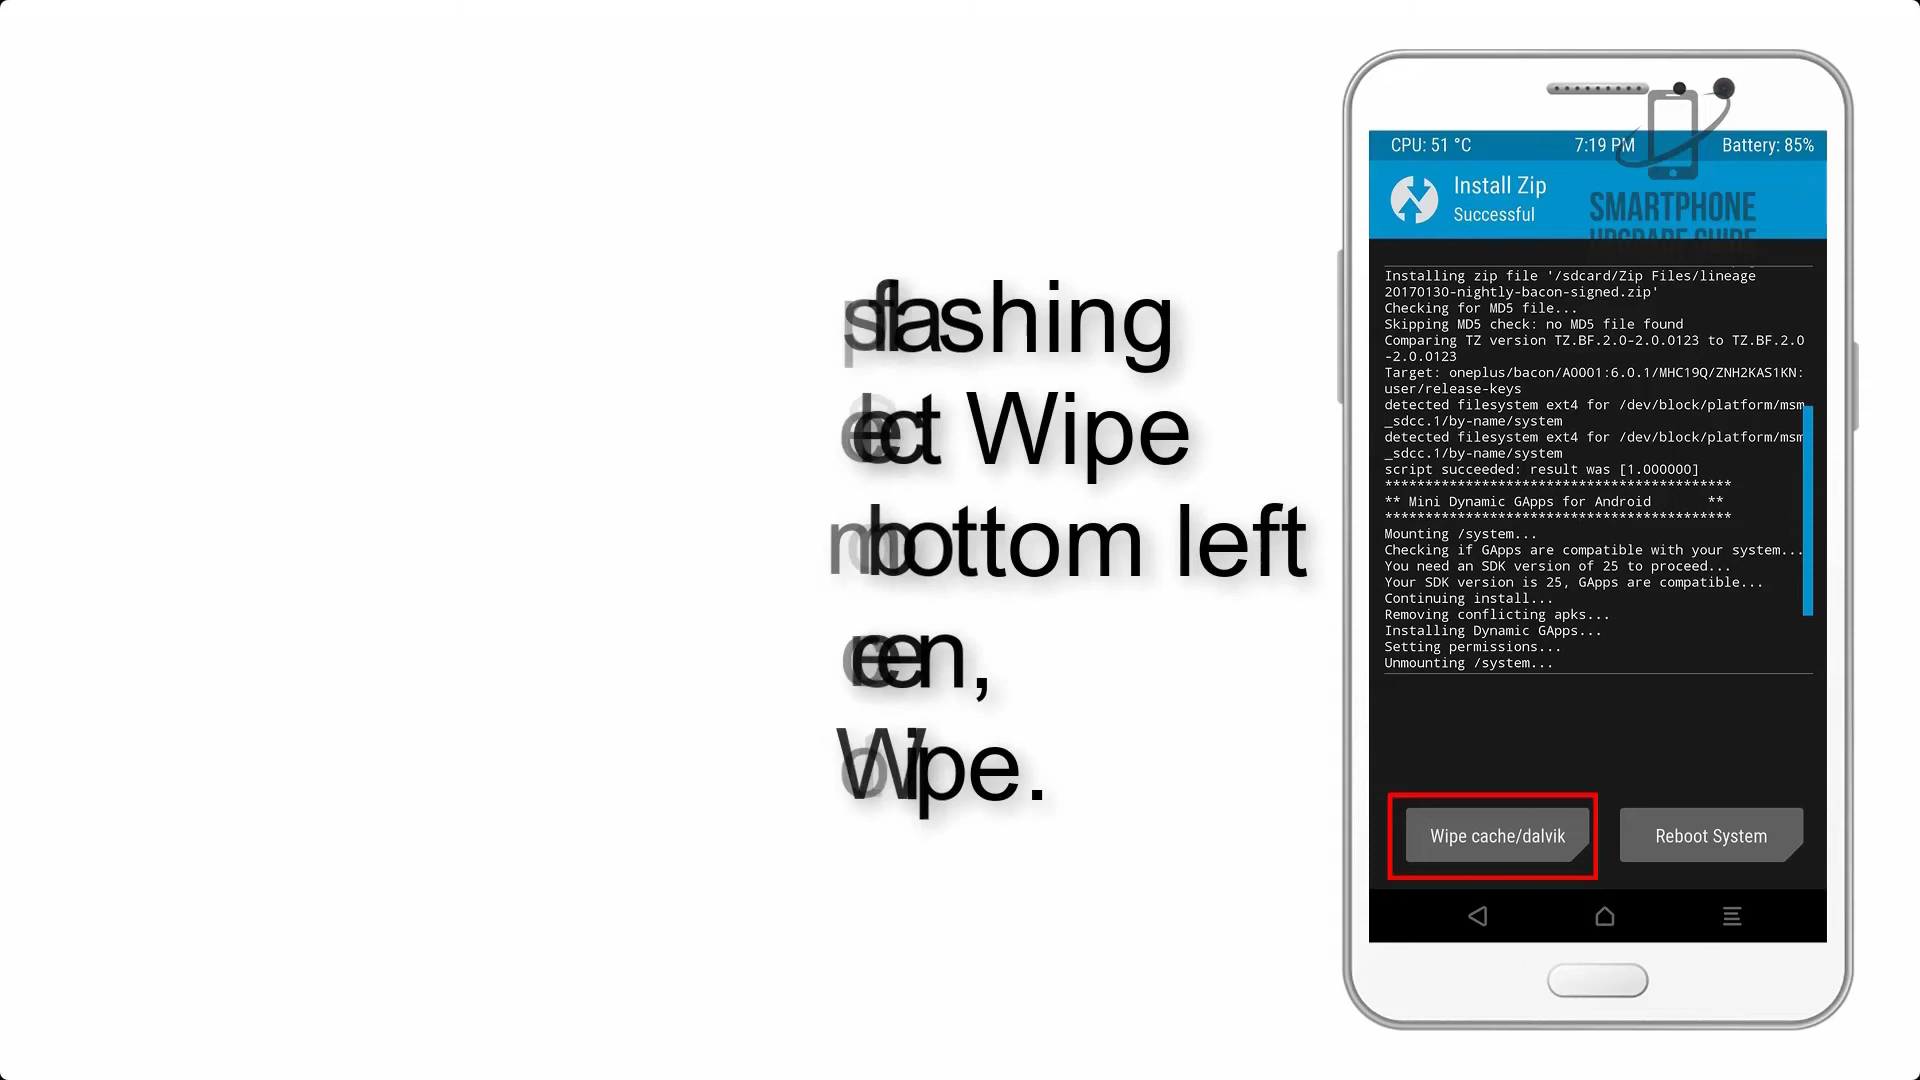 flashing
Wipe
bottom left
Wipe.
CPU: 51 °C 7:19 PM Battery: 85%
Install Zip
Successful
SMARTPHONE
UPGRADE GUIDE
Installing zip file '/sdcard/Zip Files/lineage
20170130-nightly-bacon-signed.zip'
Checking for MD5 file...
Skipping MD5 check: no MD5 file found
Comparing TZ version TZ.BF.2.0-2.0.0123 to TZ.BF.2.0
-2.0.0123
Target: oneplus/bacon/A0001:6.0.1/MHC19Q/ZNH2KAS1KN:
user/release-keys
detected filesystem ext4 for /dev/block/platform/msm
_sdcc.1/by-name/system
detected filesystem ext4 for /dev/block/platform/msm
_sdcc.1/by-name/system
script succeeded: result was [1.000000]
*******************************************
** Mini Dynamic GApps for Android **
*******************************************
Mounting /system...
Checking if GApps are compatible with your system...
You need an SDK version of 25 to proceed...
Your SDK version is 25, GApps are compatible...
Continuing install...
Removing conflicting apks...
Installing Dynamic GApps...
Setting permissions...
Unmounting /system...
Wipe cache/dalvik Reboot System